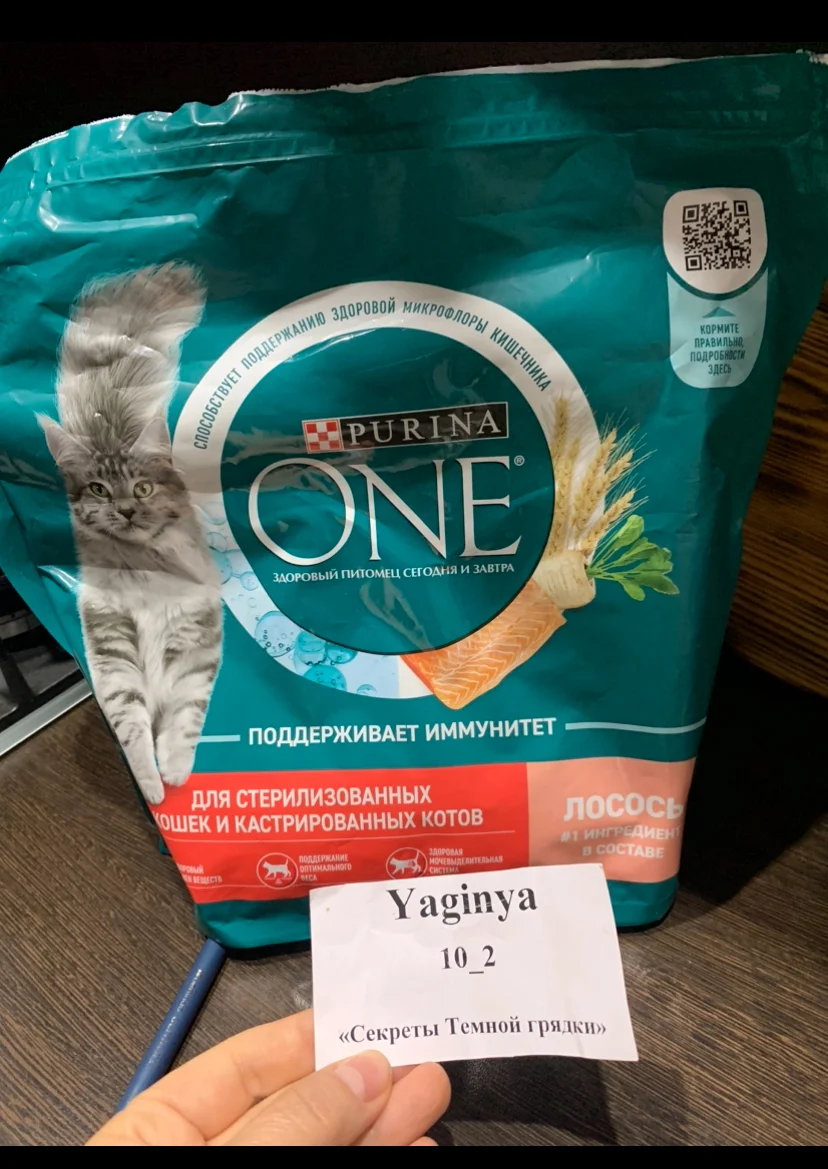 КОРМИТЕ
ПРАВИЛЬНО,
ПОДРОБНОСТИ
ЗДЕСЬ
СПОСОБСТВУЕТ ПОДДЕРЖАНИЮ ЗДОРОВОЙ МИКРОФЛОРЫ КИШЕЧНИКА
PURINA
ONE®
ЗДОРОВЫЙ ПИТОМЕЦ СЕГОДНЯ И ЗАВТРА
ПОДДЕРЖИВАЕТ ИММУНИТЕТ
ДЛЯ СТЕРИЛИЗОВАННЫХ
КОШЕК И КАСТРИРОВАННЫХ КОТОВ
ЛОСОСЬ
#1 ИНГРЕДИЕНТ
В СОСТАВЕ
ПОДДЕРЖАНИЕ
ОПТИМАЛЬНОГО
ВЕСА
ЗДОРОВАЯ
МОЧЕВЫДЕЛИТЕЛЬНАЯ
СИСТЕМА
Yaginya
10_2
«Секреты Темной грядки»